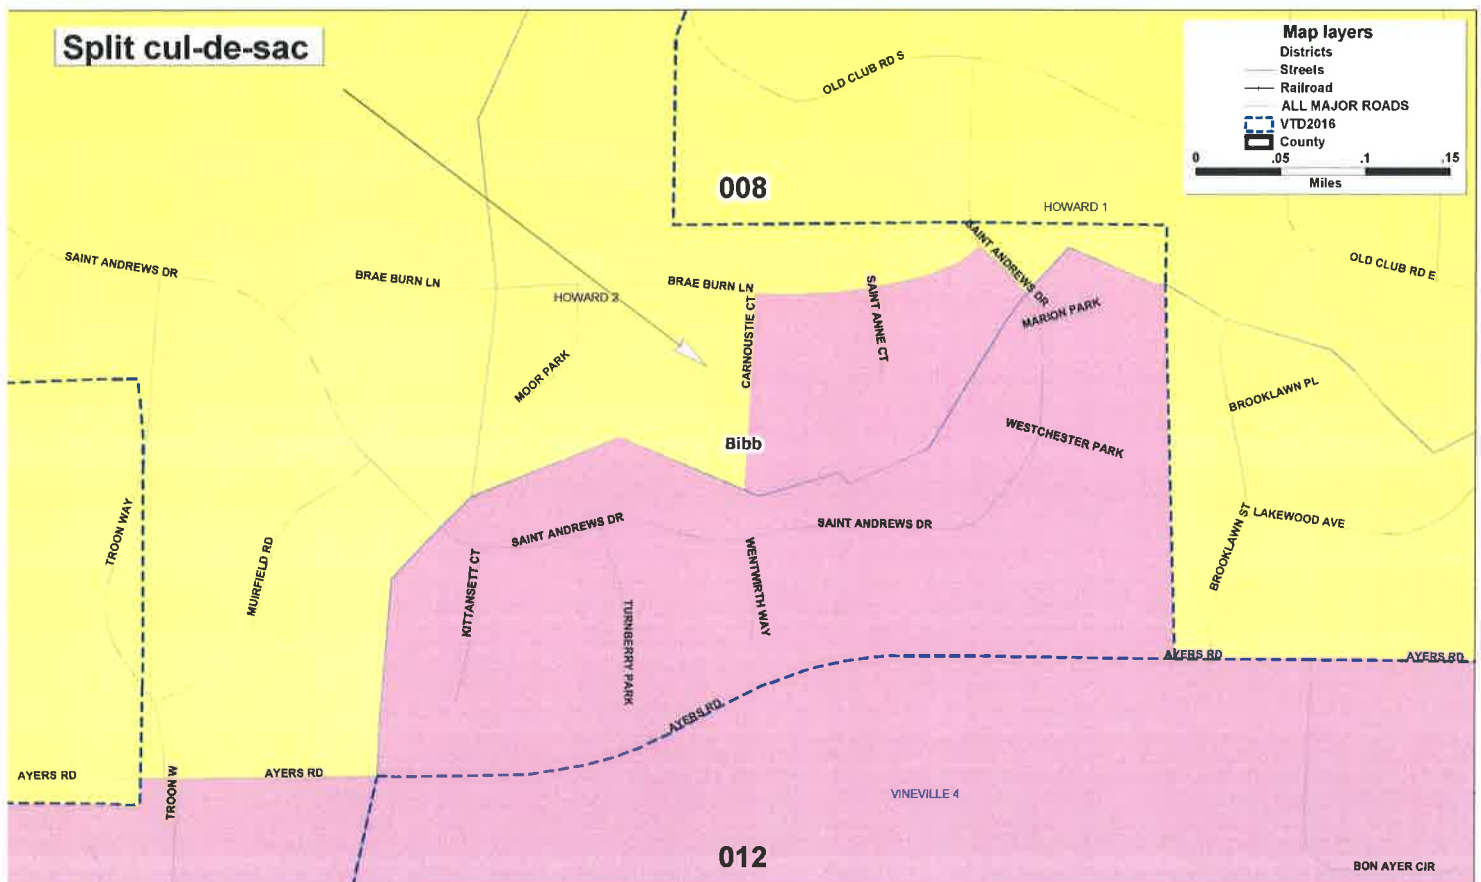 Split cul-de-sac
Map layers
Districts
Streets
Railroad
ALL MAJOR ROADS
VTD2016
County
0 .05 .1 .15
Miles
OLD CLUB RD S
008
HOWARD 1
SAINT ANDREWS DR
BRAE BURN LN
HOWARD 2
BRAE BURN LN
CARNOUSTIE CT
SAINT ANNE CT
SAINT ANDREWS DR
MARION PARK
OLD CLUB RD E
MOOR PARK
BROOKLAWN PL
Bibb
WESTCHESTER PARK
TROON WAY
MUIRFIELD RD
SAINT ANDREWS DR
SAINT ANDREWS DR
KITTANSETT CT
TURNBERRY PARK
WENTWIRTH WAY
BROOKLAWN ST
LAKEWOOD AVE
AYERS RD
AYERS RD
AYERS RD
AYERS RD
TROON W
AYERS RD
VINEVILLE 4
012
BON AYER CIR